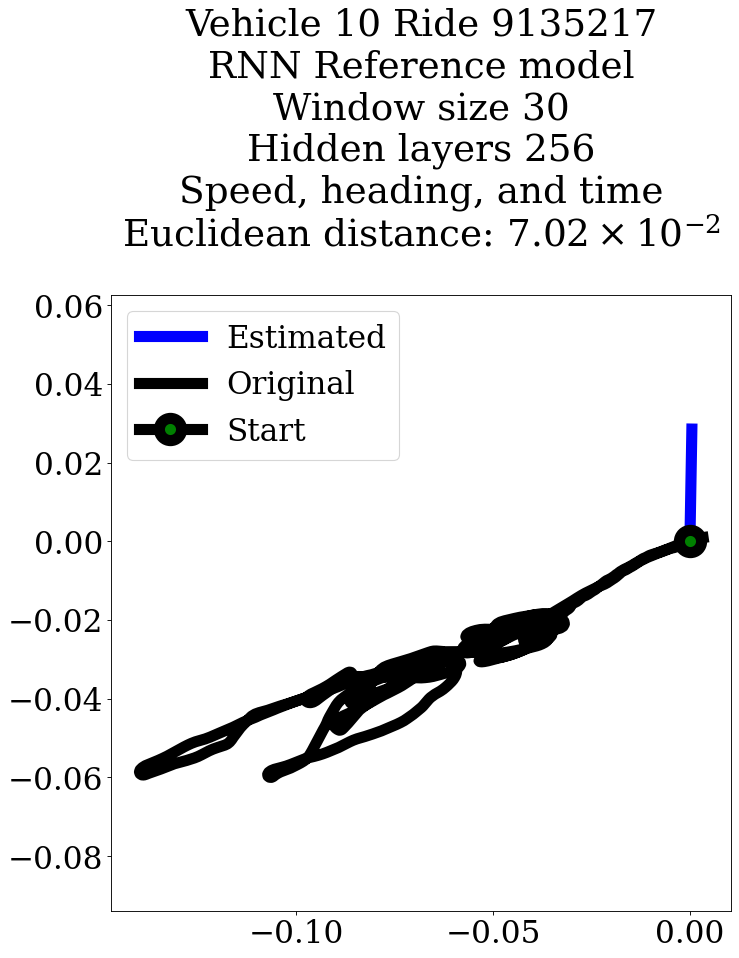 Vehicle 10 Ride 9135217
RNN Reference model
Window size 30
Hidden layers 256
Speed, heading, and time
Euclidean distance: 7.02 × 10⁻²
0.06
0.04
0.02
0.00
−0.02
−0.04
−0.06
−0.08
Estimated
Original
Start
−0.10
−0.05
0.00